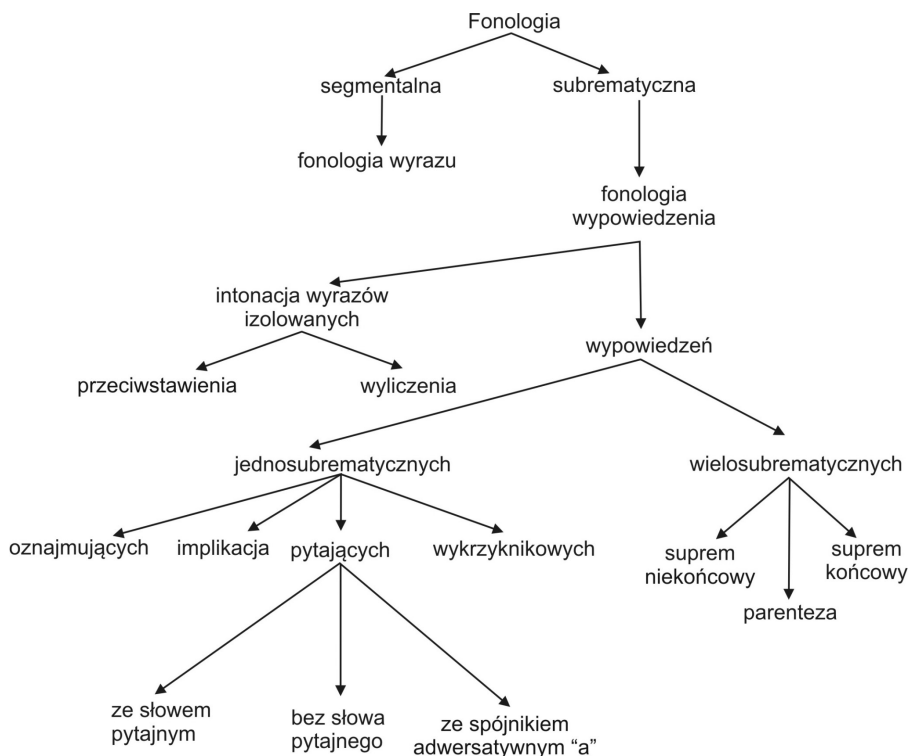 Fonologia
segmentalna
subrematyczna
fonologia wyrazu
fonologia
wypowiedzenia
intonacja wyrazów
izolowanych
wypowiedzeń
przeciwstawienia
wyliczenia
jednosubrematycznych
wielosubrematycznych
oznajmujących
implikacja
pytających
wykrzyknikowych
suprem
niekońcowy
suprem
końcowy
parenteza
ze słowem
pytajnym
bez słowa
pytajnego
ze spójnikiem
adwersatywnym “a”